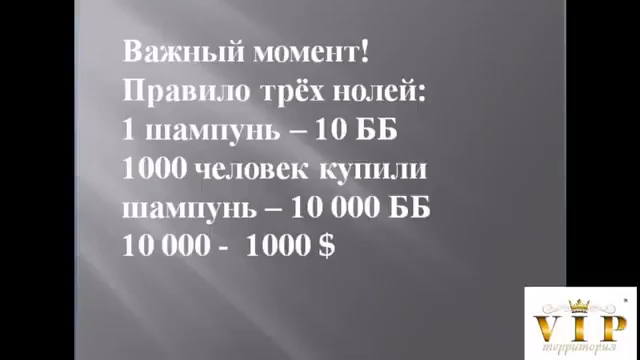 Важный момент!
Правило трёх нолей:
1 шампунь – 10 ББ
1000 человек купили
шампунь – 10 000 ББ
10 000 - 1000 $
VIP
территория